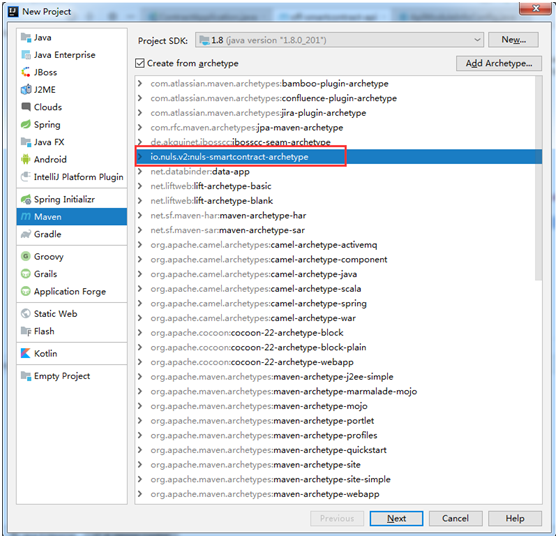 New Project
Java
Java Enterprise
JBoss
J2ME
Clouds
Spring
Java FX
Android
IntelliJ Platform Plugin
Spring Initializr
Maven
Gradle
Groovy
Grails
Application Forge
Static Web
Flash
Kotlin
Empty Project
Project SDK: 1.8 (java version "1.8.0_201") New...
Create from archetype Add Archetype...
com.atlassian.maven.archetypes:bamboo-plugin-archetype
com.atlassian.maven.archetypes:confluence-plugin-archetype
com.atlassian.maven.archetypes:jira-plugin-archetype
com.rfc.maven.archetypes:jpa-maven-archetype
de.akquinet.jbosscc:jbosscc-seam-archetype
io.nuls.v2:nuls-smartcontract-archetype
net.databinder:data-app
net.liftweb:lift-archetype-basic
net.liftweb:lift-archetype-blank
net.sf.maven-har:maven-archetype-har
net.sf.maven-sar:maven-archetype-sar
org.apache.camel.archetypes:camel-archetype-activemq
org.apache.camel.archetypes:camel-archetype-component
org.apache.camel.archetypes:camel-archetype-java
org.apache.camel.archetypes:camel-archetype-scala
org.apache.camel.archetypes:camel-archetype-spring
org.apache.camel.archetypes:camel-archetype-war
org.apache.cocoon:cocoon-22-archetype-block
org.apache.cocoon:cocoon-22-archetype-block-plain
org.apache.cocoon:cocoon-22-archetype-webapp
org.apache.maven.archetypes:maven-archetype-j2ee-simple
org.apache.maven.archetypes:maven-archetype-marmalade-mojo
org.apache.maven.archetypes:maven-archetype-mojo
org.apache.maven.archetypes:maven-archetype-portlet
org.apache.maven.archetypes:maven-archetype-profiles
org.apache.maven.archetypes:maven-archetype-quickstart
org.apache.maven.archetypes:maven-archetype-site
org.apache.maven.archetypes:maven-archetype-site-simple
org.apache.maven.archetypes:maven-archetype-webapp
Previous Next Cancel Help